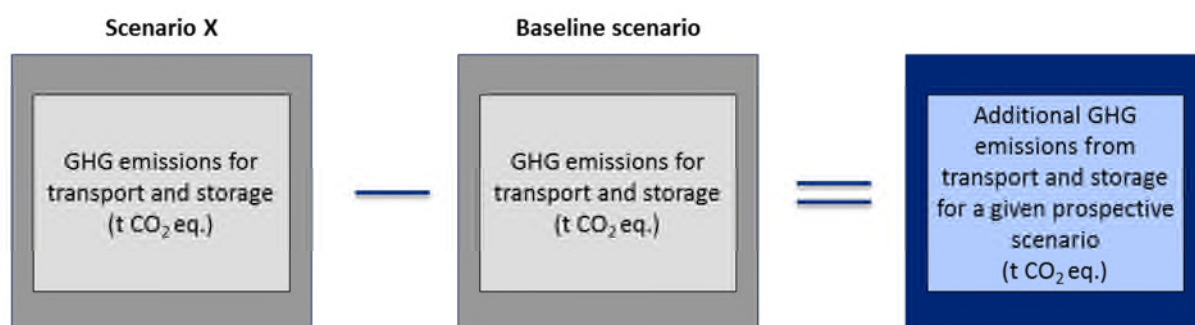 Scenario X
Baseline scenario
GHG emissions for
transport and storage
(t CO₂ eq.)
GHG emissions for
transport and storage
(t CO₂ eq.)
Additional GHG
emissions from
transport and storage
for a given prospective
scenario
(t CO₂ eq.)